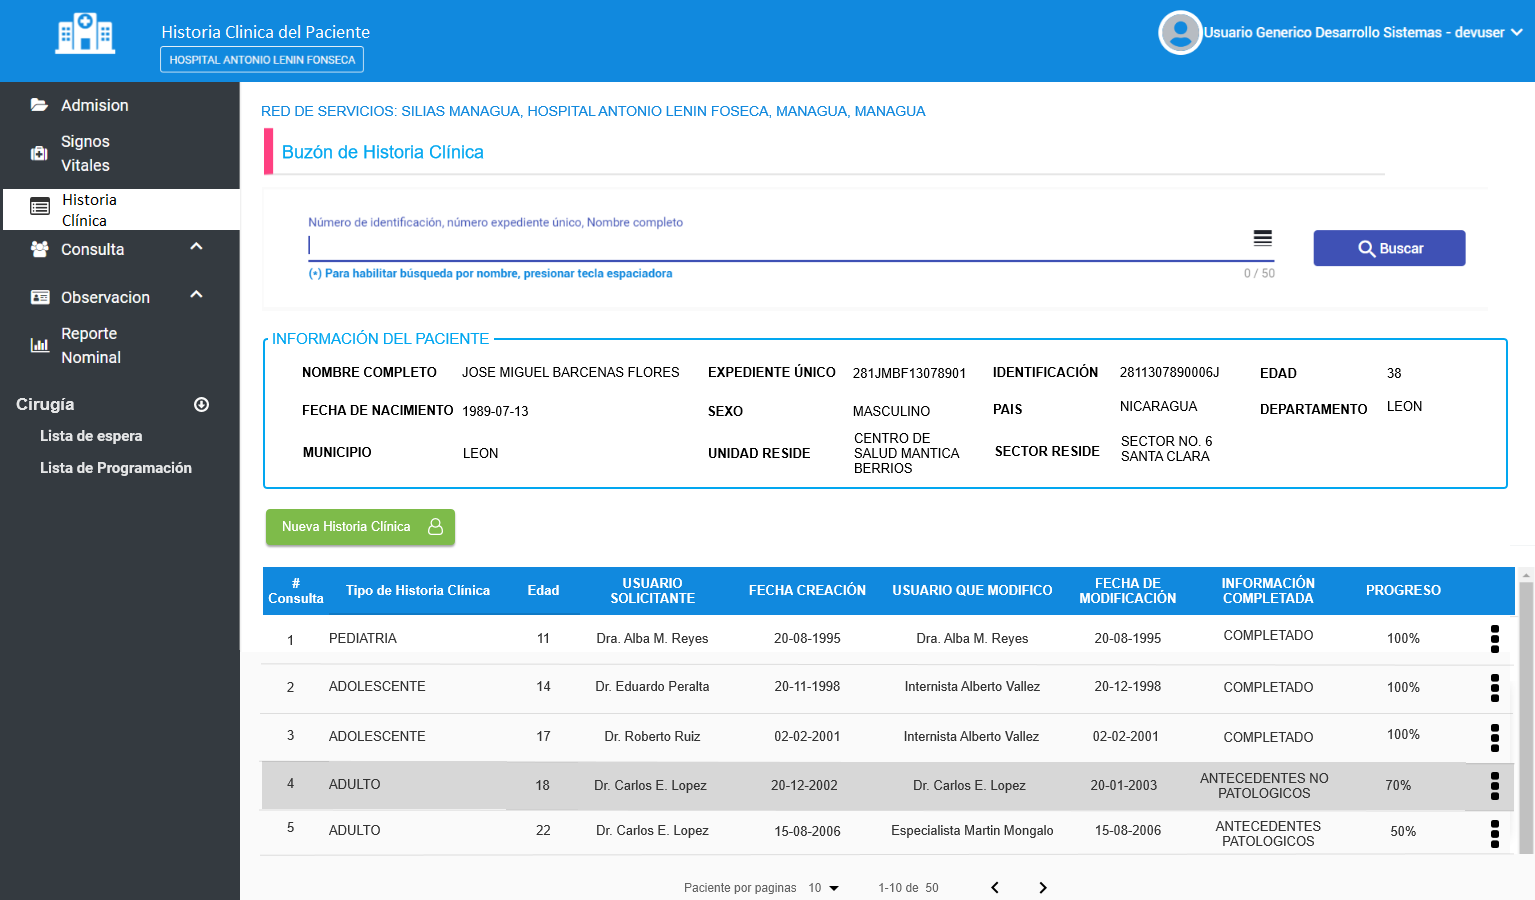 Historia Clinica del Paciente
HOSPITAL ANTONIO LENIN FONSECA
Usuario Generico Desarrollo Sistemas - devuser
Admision
Signos
Vitales
Historia
Clínica
Consulta
Observacion
Reporte
Nominal
Cirugía
Lista de espera
Lista de Programación
RED DE SERVICIOS: SILIAS MANAGUA, HOSPITAL ANTONIO LENIN FOSECA, MANAGUA, MANAGUA
Buzón de Historia Clínica
Número de identificación, número expediente único, Nombre completo
(*) Para habilitar búsqueda por nombre, presionar tecla espaciadora
0 / 50
Buscar
INFORMACIÓN DEL PACIENTE
NOMBRE COMPLETO JOSE MIGUEL BARCENAS FLORES EXPEDIENTE ÚNICO 281JMBF13078901 IDENTIFICACIÓN 2811307890006J EDAD 38
FECHA DE NACIMIENTO 1989-07-13 SEXO MASCULINO PAIS NICARAGUA DEPARTAMENTO LEON
MUNICIPIO LEON UNIDAD RESIDE CENTRO DE
SALUD MANTICA
BERRIOS
SECTOR RESIDE SECTOR NO. 6
SANTA CLARA
Nueva Historia Clínica
# Consulta Tipo de Historia Clínica Edad USUARIO SOLICITANTE FECHA CREACIÓN USUARIO QUE MODIFICO FECHA DE MODIFICACIÓN INFORMACIÓN COMPLETADA PROGRESO
1 PEDIATRIA 11 Dra. Alba M. Reyes 20-08-1995 Dra. Alba M. Reyes 20-08-1995 COMPLETADO 100%
2 ADOLESCENTE 14 Dr. Eduardo Peralta 20-11-1998 Internista Alberto Vallez 20-12-1998 COMPLETADO 100%
3 ADOLESCENTE 17 Dr. Roberto Ruiz 02-02-2001 Internista Alberto Vallez 02-02-2001 COMPLETADO 100%
4 ADULTO 18 Dr. Carlos E. Lopez 20-12-2002 Dr. Carlos E. Lopez 20-01-2003 ANTECEDENTES NO PATOLOGICOS 70%
5 ADULTO 22 Dr. Carlos E. Lopez 15-08-2006 Especialista Martin Mongalo 15-08-2006 ANTECEDENTES PATOLOGICOS 50%
Paciente por paginas 10 1-10 de 50